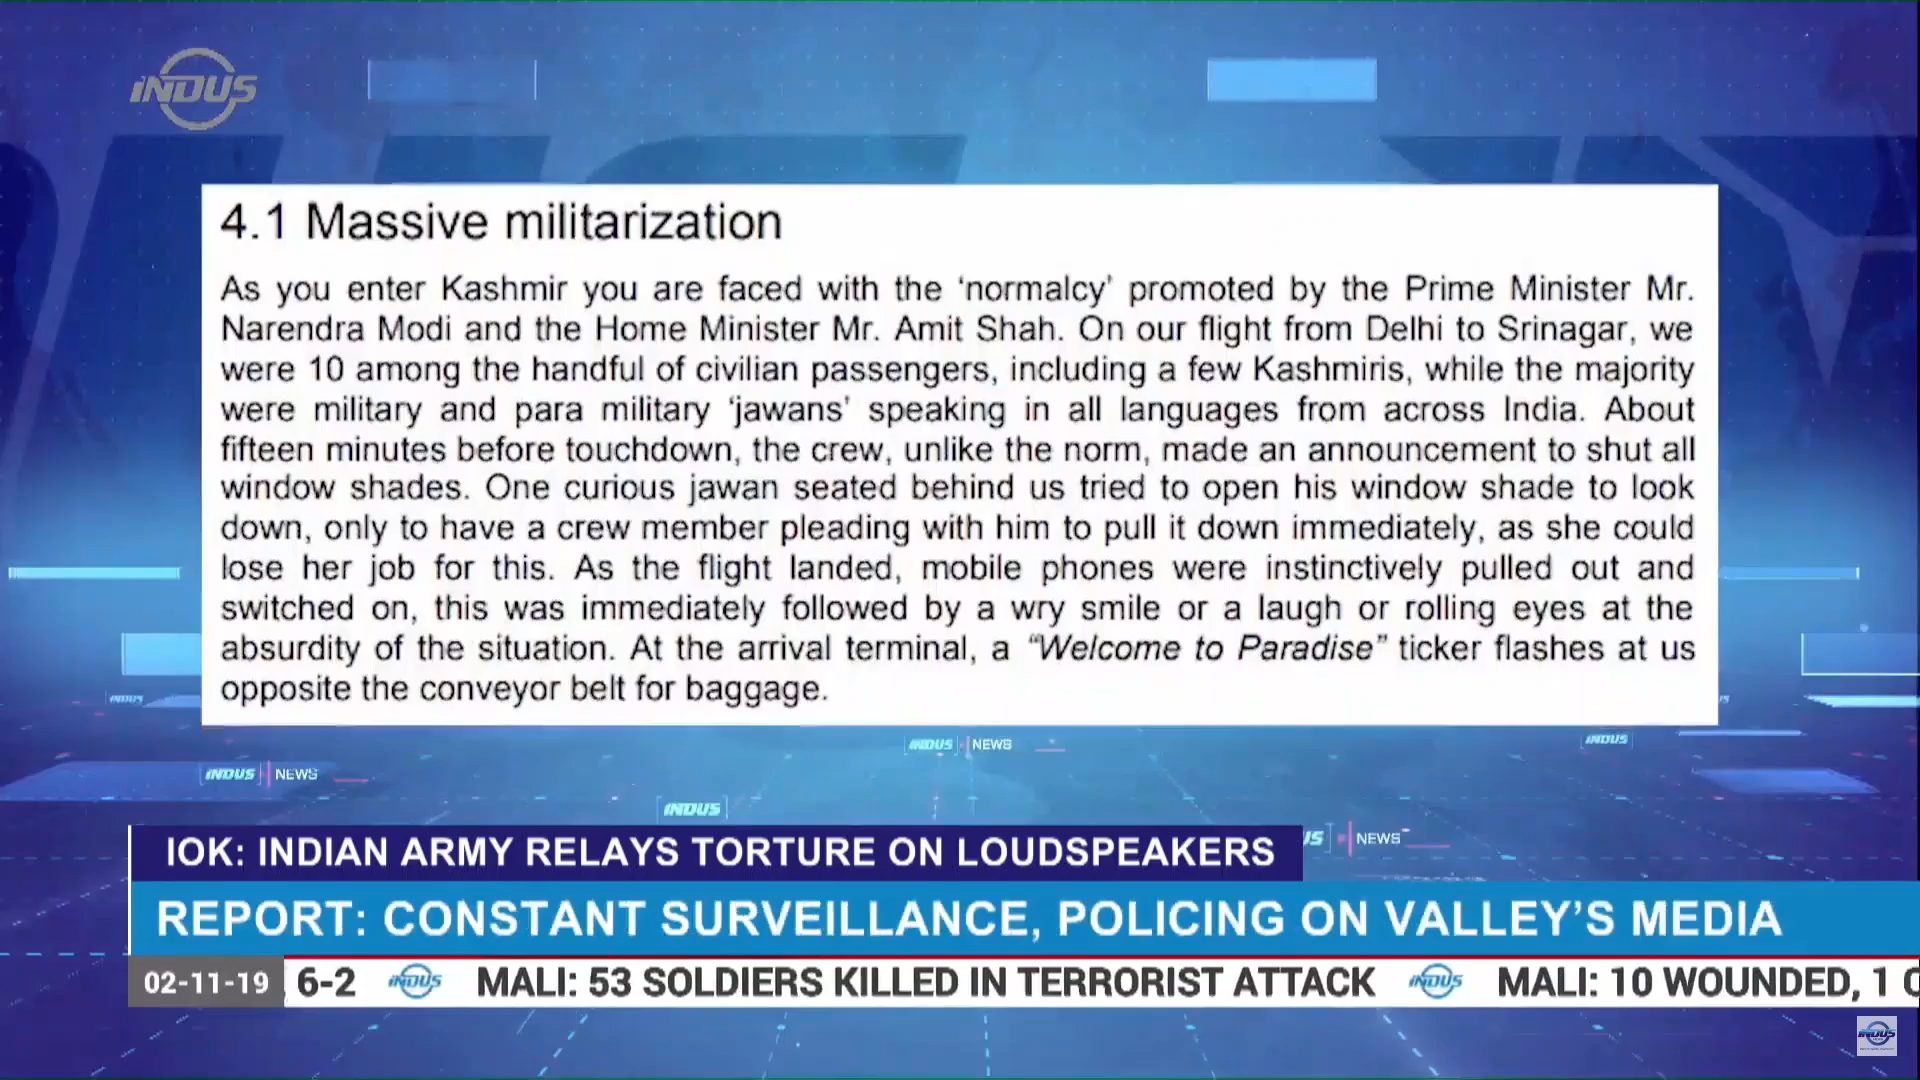 iNDUS
4.1 Massive militarization
As you enter Kashmir you are faced with the ‘normalcy’ promoted by the Prime Minister Mr.
Narendra Modi and the Home Minister Mr. Amit Shah. On our flight from Delhi to Srinagar, we
were 10 among the handful of civilian passengers, including a few Kashmiris, while the majority
were military and para military ‘jawans’ speaking in all languages from across India. About
fifteen minutes before touchdown, the crew, unlike the norm, made an announcement to shut all
window shades. One curious jawan seated behind us tried to open his window shade to look
down, only to have a crew member pleading with him to pull it down immediately, as she could
lose her job for this. As the flight landed, mobile phones were instinctively pulled out and
switched on, this was immediately followed by a wry smile or a laugh or rolling eyes at the
absurdity of the situation. At the arrival terminal, a “Welcome to Paradise” ticker flashes at us
opposite the conveyor belt for baggage.
iNDUS
iNDUS NEWS
iNDUS
iNDUS NEWS
iNDUS
US NEWS
IOK: INDIAN ARMY RELAYS TORTURE ON LOUDSPEAKERS
REPORT: CONSTANT SURVEILLANCE, POLICING ON VALLEY’S MEDIA
02-11-19 6-2 iNDUS MALI: 53 SOLDIERS KILLED IN TERRORIST ATTACK iNDUS MALI: 10 WOUNDED, 1
iNDUS